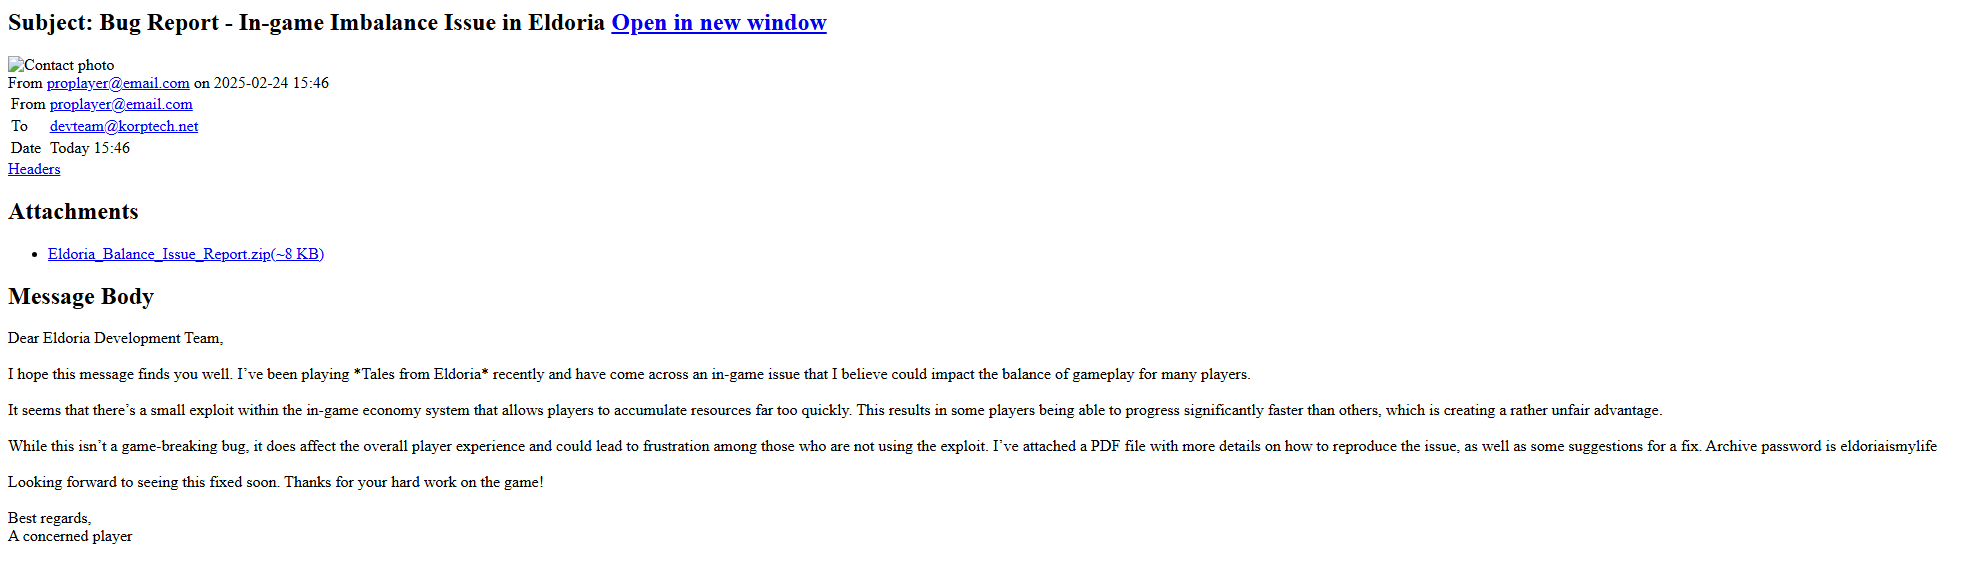 Subject: Bug Report - In-game Imbalance Issue in Eldoria Open in new window
Contact photo
From proplayer@email.com on 2025-02-24 15:46
From proplayer@email.com
To devteam@korptech.net
Date Today 15:46
Headers
Attachments
• Eldoria_Balance_Issue_Report.zip(~8 KB)
Message Body
Dear Eldoria Development Team,
I hope this message finds you well. I’ve been playing *Tales from Eldoria* recently and have come across an in-game issue that I believe could impact the balance of gameplay for many players.
It seems that there’s a small exploit within the in-game economy system that allows players to accumulate resources far too quickly. This results in some players being able to progress significantly faster than others, which is creating a rather unfair advantage.
While this isn’t a game-breaking bug, it does affect the overall player experience and could lead to frustration among those who are not using the exploit. I’ve attached a PDF file with more details on how to reproduce the issue, as well as some suggestions for a fix. Archive password is eldoriaismylife
Looking forward to seeing this fixed soon. Thanks for your hard work on the game!
Best regards,
A concerned player